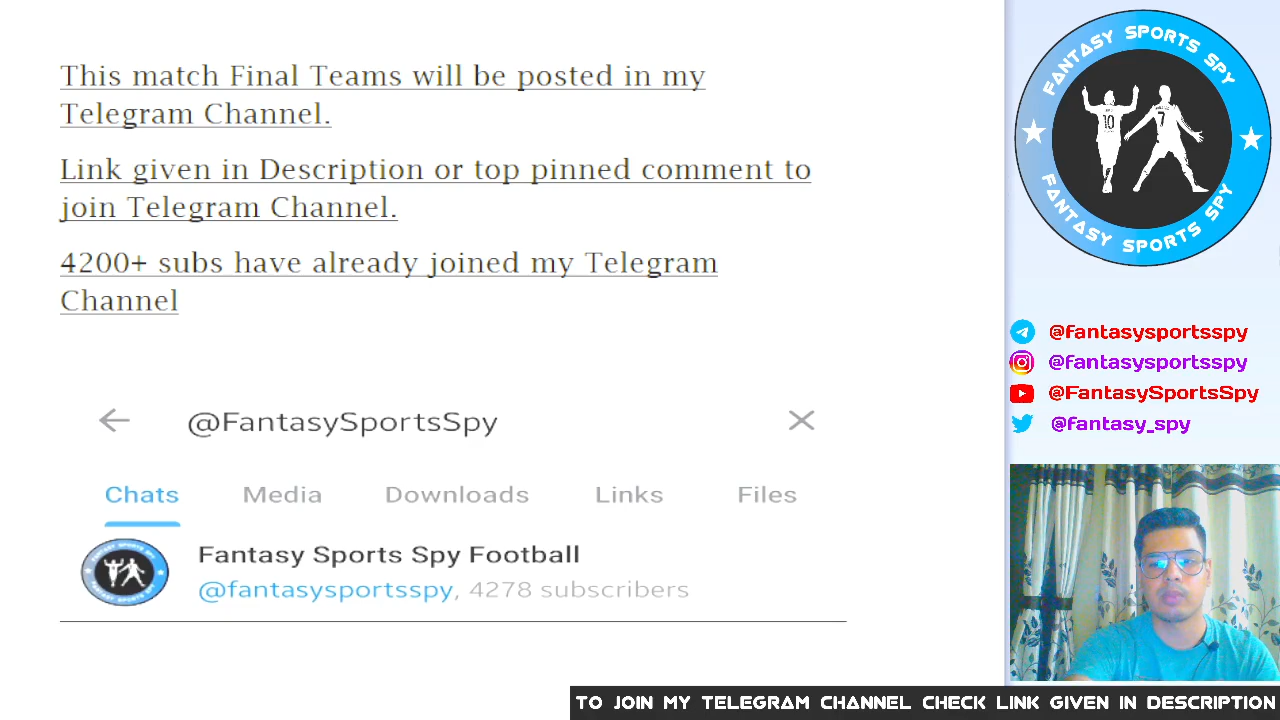 This match Final Teams will be posted in my
Telegram Channel.
Link given in Description or top pinned comment to
join Telegram Channel.
4200+ subs have already joined my Telegram
Channel
@FantasySportsSpy
Chats Media Downloads Links Files
Fantasy Sports Spy Football
@fantasysportsspy, 4278 subscribers
FANTASY SPORTS SPY
10 7
FANTASY SPORTS SPY
@fantasysportsspy
@fantasysportsspy
@FantasySportsSpy
@fantasy_spy
TO JOIN MY TELEGRAM CHANNEL CHECK LINK GIVEN IN DESCRIPTION